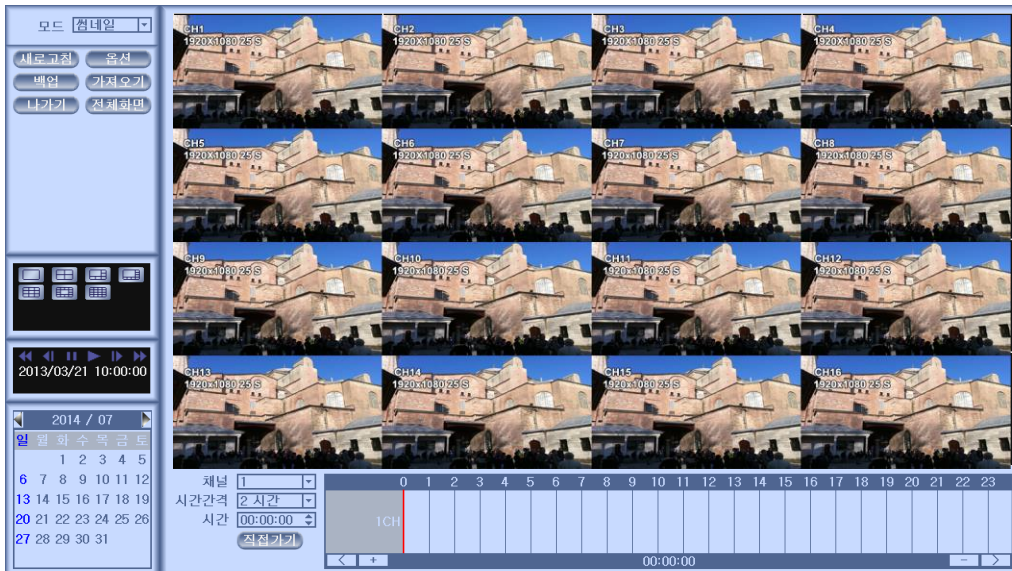 모드 썸네일
새로고침 옵션
백업 가져오기
나가기 전체화면
2013/03/21 10:00:00
2014 / 07
일 월 화 수 목 금 토
1 2 3 4 5
6 7 8 9 10 11 12
13 14 15 16 17 18 19
20 21 22 23 24 25 26
27 28 29 30 31
CH1
1920X1080 25 S
CH2
1920X1080 25 S
CH3
1920X1080 25 S
CH4
1920X1080 25 S
CH5
1920X1080 25 S
CH6
1920X1080 25 S
CH7
1920x1080 25 S
CH8
1920X1080 25 S
CH9
1920x1080 25 S
CH10
1920x1080 25 S
CH11
1920x1080 25 S
CH12
1920x1080 25 S
CH13
1920x1080 25 S
CH14
1920x1080 25 S
CH15
1920x1080 25 S
CH16
1920x1080 25 S
채널 1
시간간격 2 시간
시간 00:00:00
직접가기
0 1 2 3 4 5 6 7 8 9 10 11 12 13 14 15 16 17 18 19 20 21 22 23
1CH
< + 00:00:00 - >